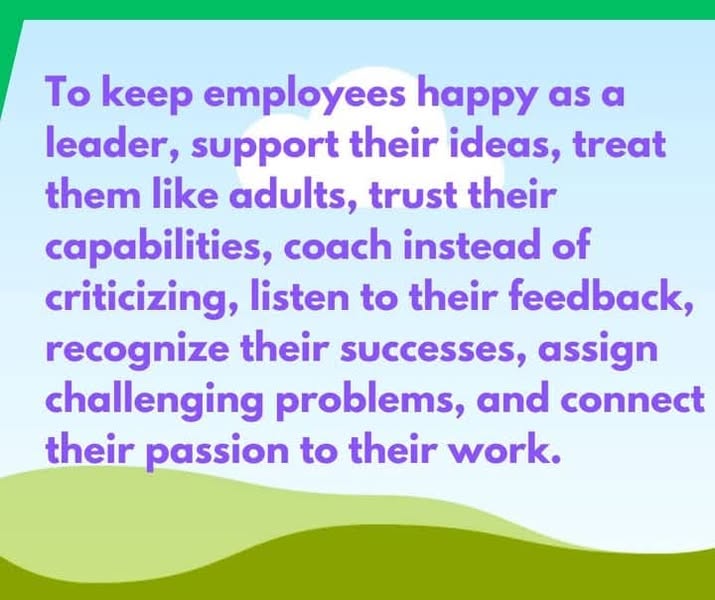 To keep employees happy as a
leader, support their ideas, treat
them like adults, trust their
capabilities, coach instead of
criticizing, listen to their feedback,
recognize their successes, assign
challenging problems, and connect
their passion to their work.